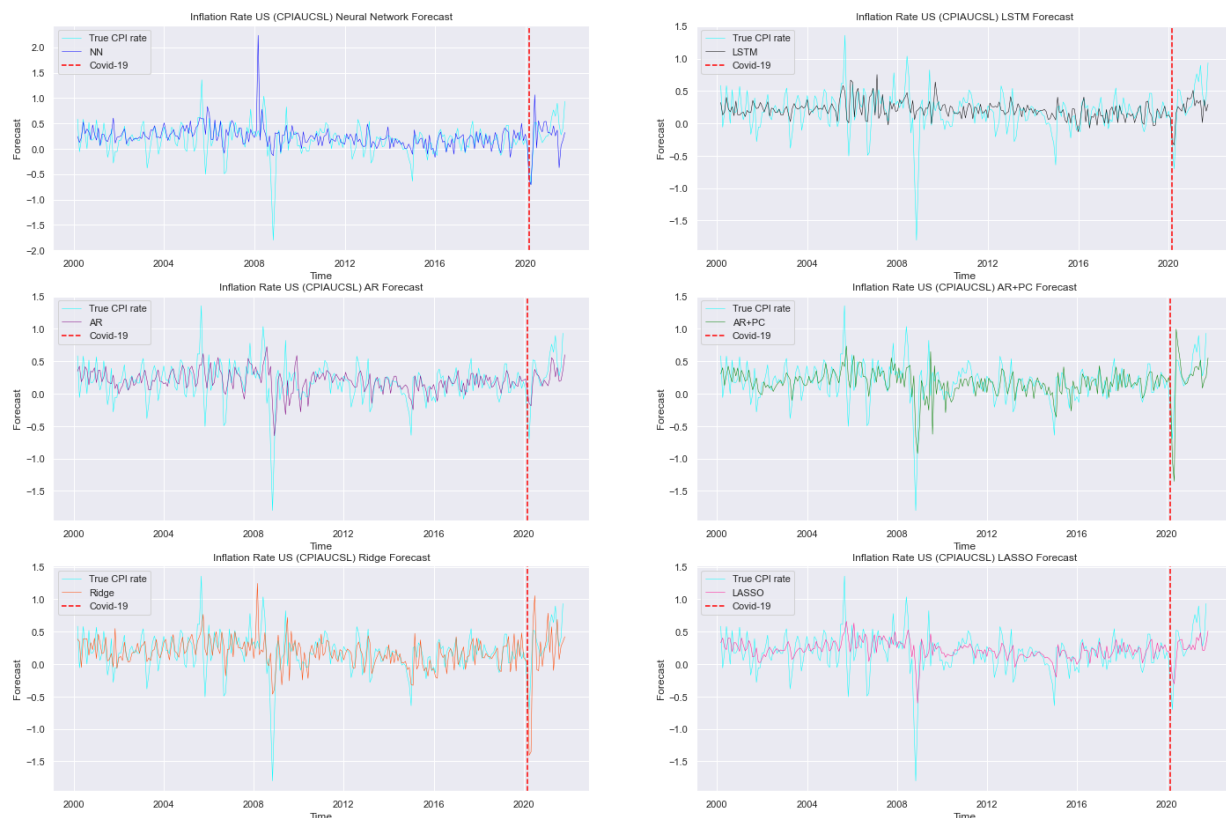 Inflation Rate US (CPIAUCSL) Neural Network Forecast
True CPI rate
NN
Covid-19
Forecast
2.0
1.5
1.0
0.5
0.0
−0.5
−1.0
−1.5
−2.0
2000 2004 2008 2012 2016 2020
Time
Inflation Rate US (CPIAUCSL) LSTM Forecast
True CPI rate
LSTM
Covid-19
Forecast
1.5
1.0
0.5
0.0
−0.5
−1.0
−1.5
2000 2004 2008 2012 2016 2020
Time
Inflation Rate US (CPIAUCSL) AR Forecast
True CPI rate
AR
Covid-19
Forecast
1.5
1.0
0.5
0.0
−0.5
−1.0
−1.5
2000 2004 2008 2012 2016 2020
Time
Inflation Rate US (CPIAUCSL) AR+PC Forecast
True CPI rate
AR+PC
Covid-19
Forecast
1.5
1.0
0.5
0.0
−0.5
−1.0
−1.5
2000 2004 2008 2012 2016 2020
Time
Inflation Rate US (CPIAUCSL) Ridge Forecast
True CPI rate
Ridge
Covid-19
Forecast
1.5
1.0
0.5
0.0
−0.5
−1.0
−1.5
2000 2004 2008 2012 2016 2020
Time
Inflation Rate US (CPIAUCSL) LASSO Forecast
True CPI rate
LASSO
Covid-19
Forecast
1.5
1.0
0.5
0.0
−0.5
−1.0
−1.5
2000 2004 2008 2012 2016 2020
Time